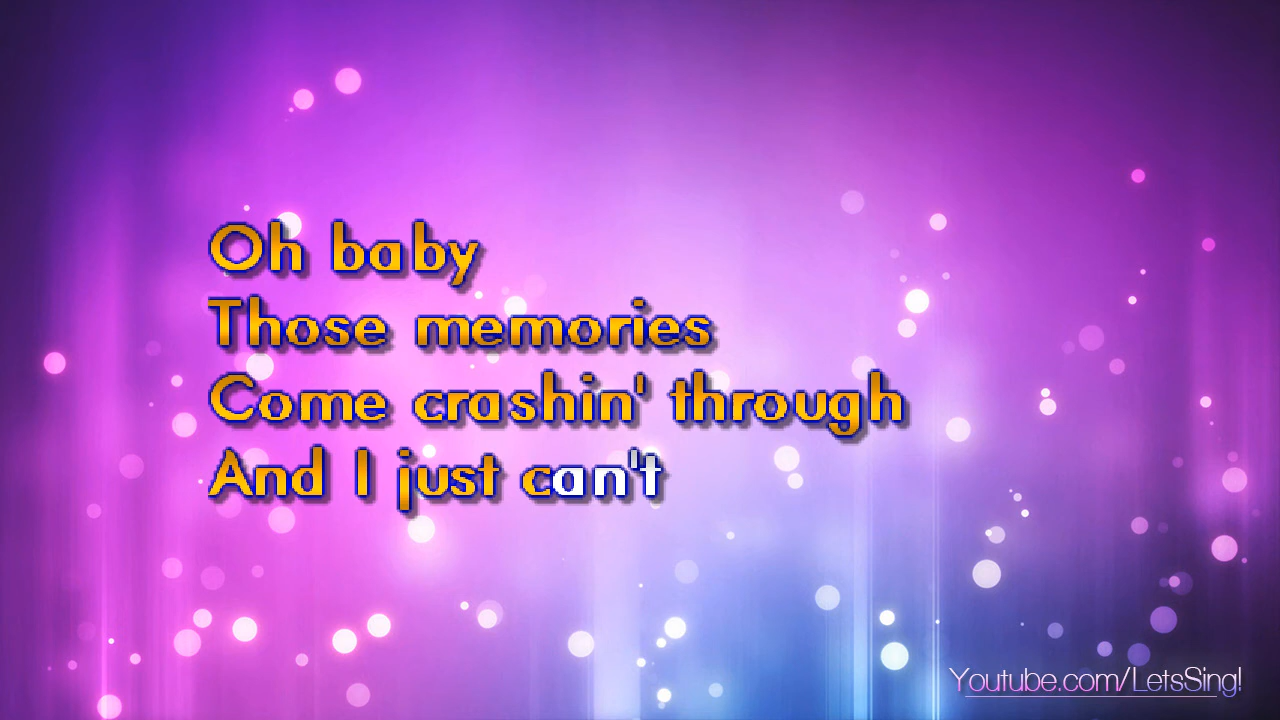 Oh baby
Those memories
Come crashin' through
And I just can't
Youtube.com/LetsSing!